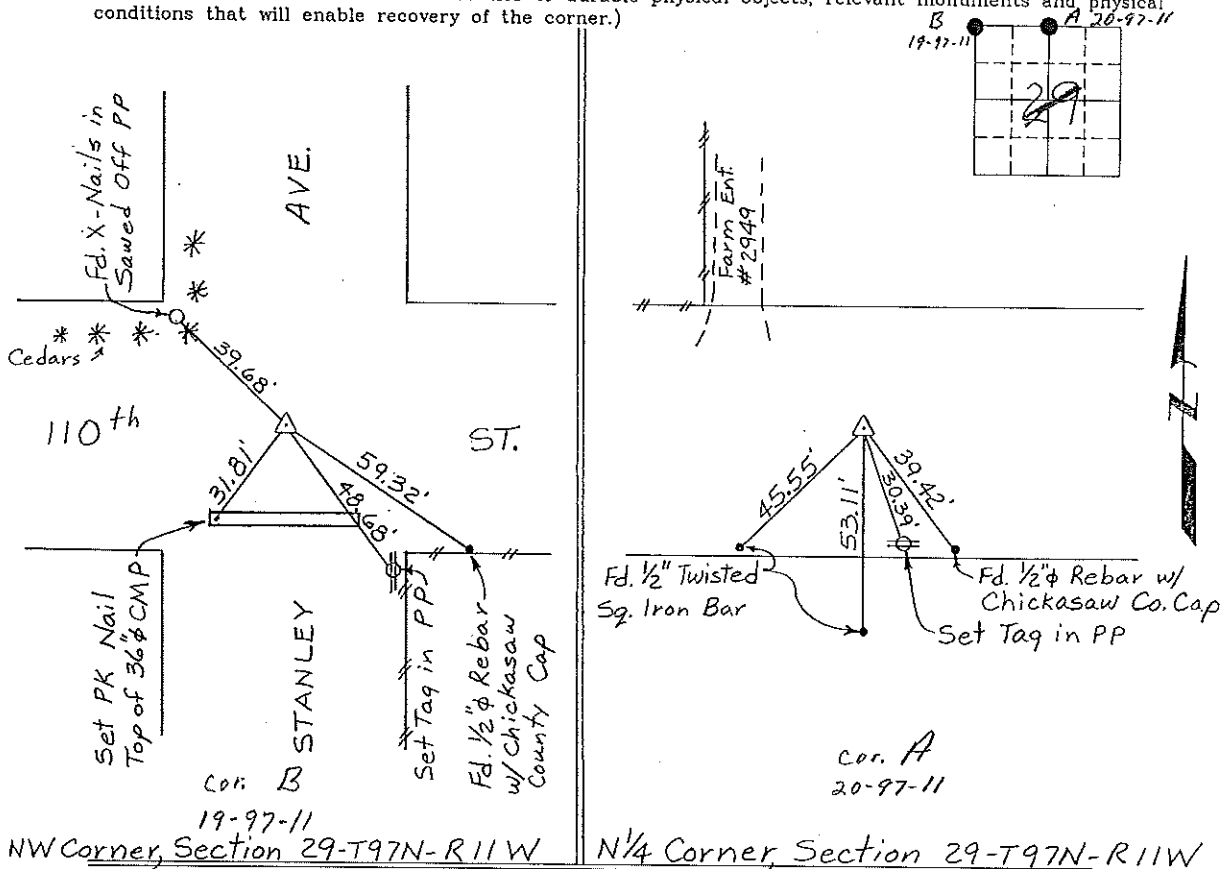 conditions that will enable recovery of the corner.)
B
19-97-11
A 20-97-11
29
Fd. X-Nails in
Sawed Off PP
AVE.
Cedars
39.68'
110th
ST.
31.81'
48.68'
59.32'
Set PK Nail
Top of 36"φ CMP
STANLEY
Set Tag in PP
Fd. 1/2"φ Rebar
w/ Chickasaw
County Cap
cor. B
19-97-11
NW Corner, Section 29-T97N-R11W
Farm Ent.
#2949
N
45.55'
53.11'
30.39'
39.42'
Fd. 1/2" Twisted
Sq. Iron Bar
Fd. 1/2"φ Rebar w/
Chickasaw Co. Cap
Set Tag in PP
cor. A
20-97-11
N1/4 Corner, Section 29-T97N-R11W